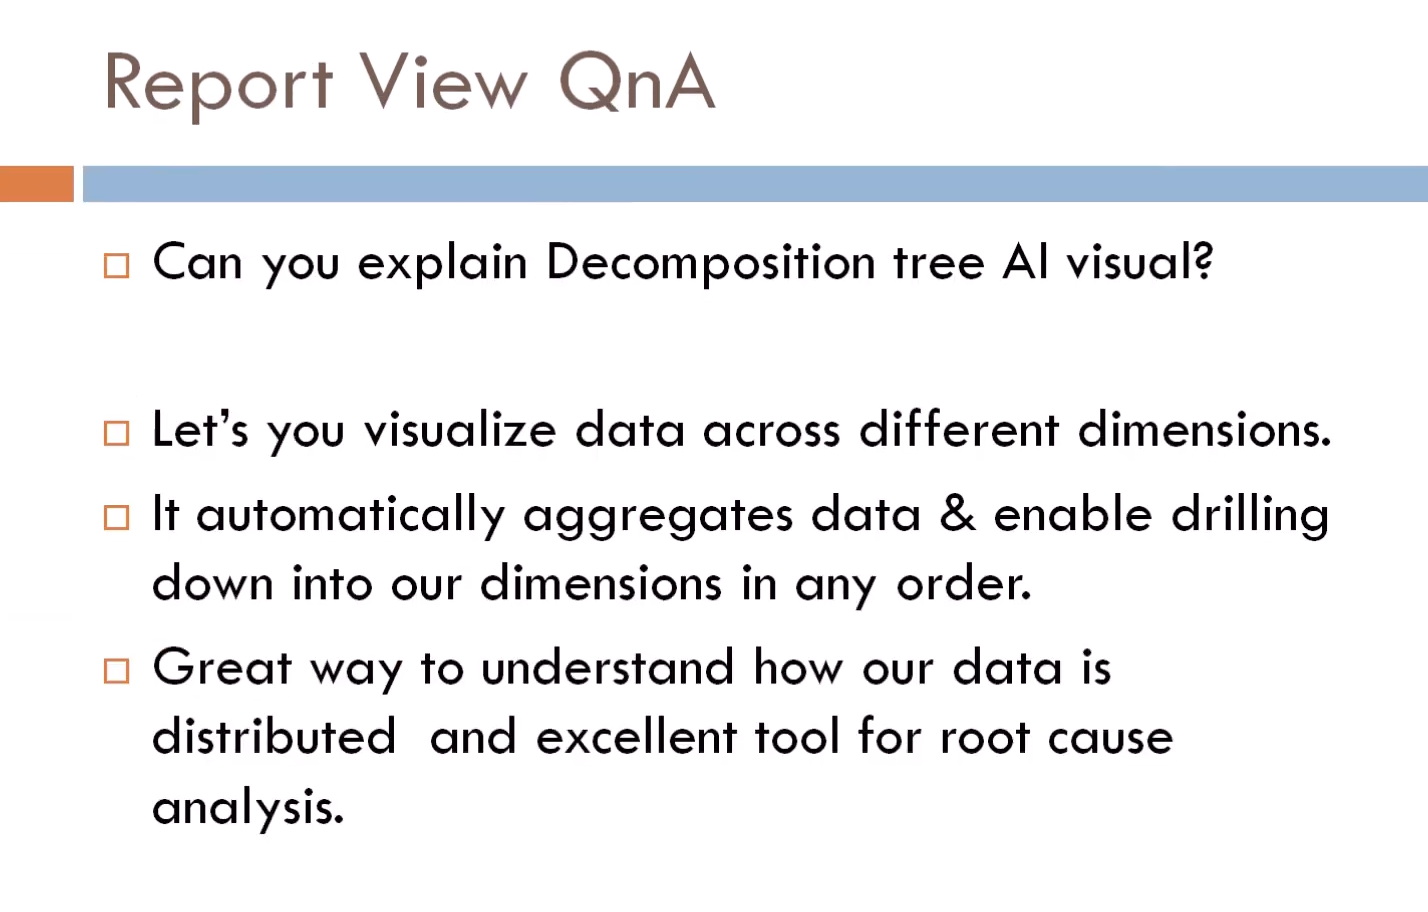 Report View QnA
Can you explain Decomposition tree AI visual?
Let’s you visualize data across different dimensions.
It automatically aggregates data & enable drilling
down into our dimensions in any order.
Great way to understand how our data is
distributed  and excellent tool for root cause
analysis.